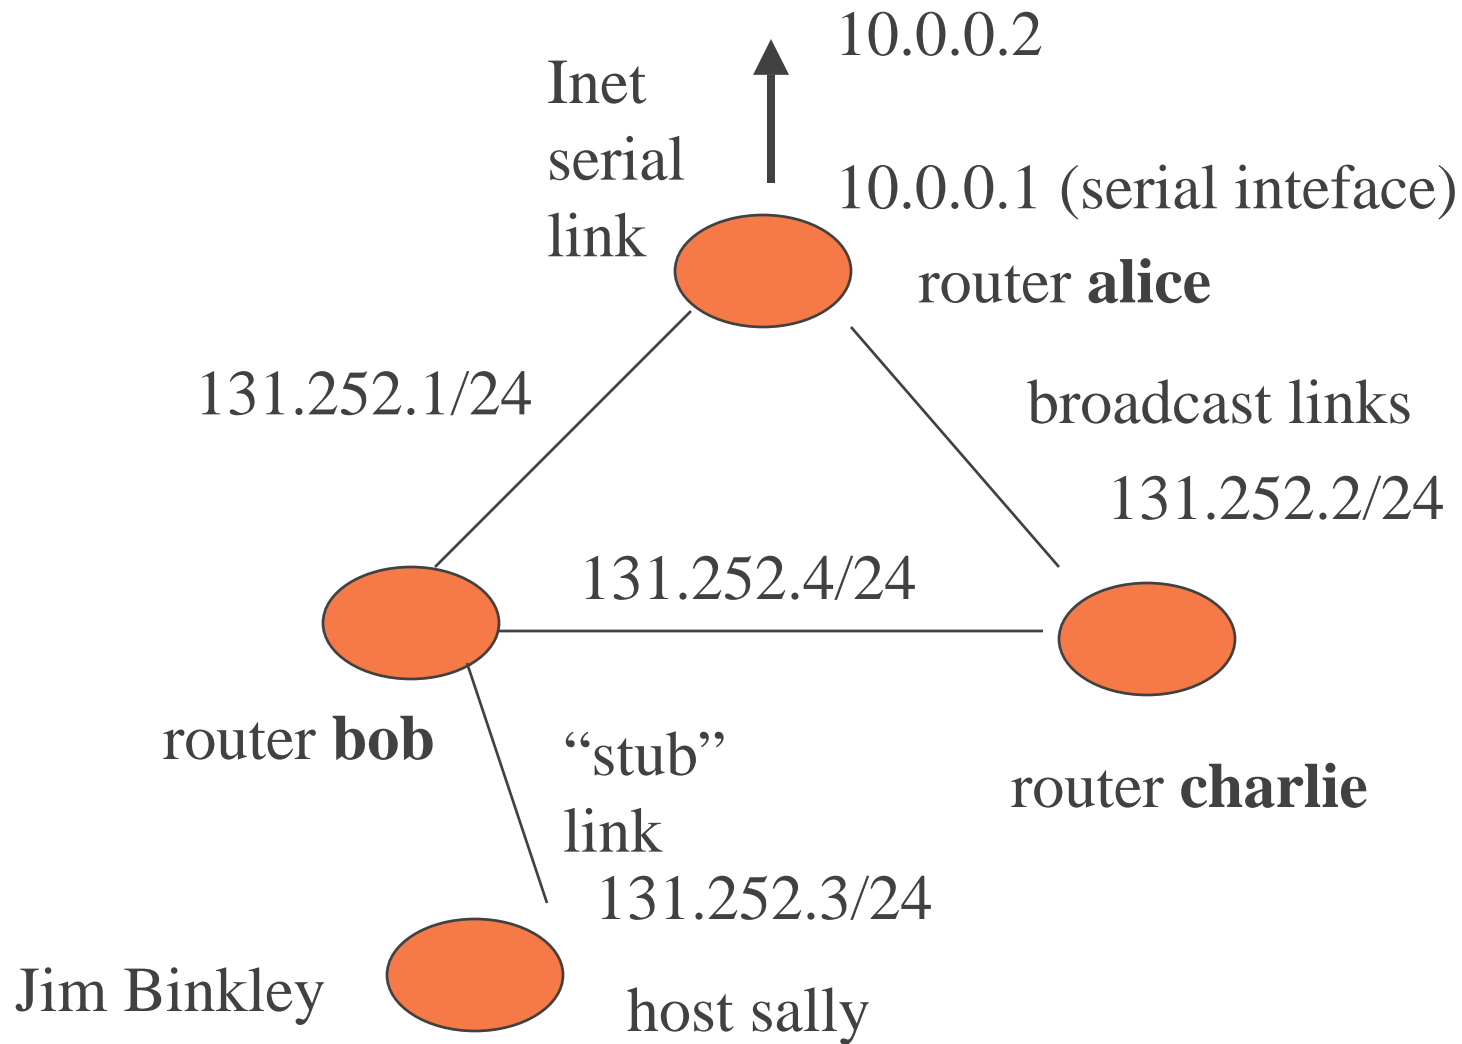 10.0.0.2
Inet
serial
link
10.0.0.1 (serial inteface)
router alice
131.252.1/24
broadcast links
131.252.2/24
131.252.4/24
router bob
“stub”
link
router charlie
131.252.3/24
Jim Binkley
host sally